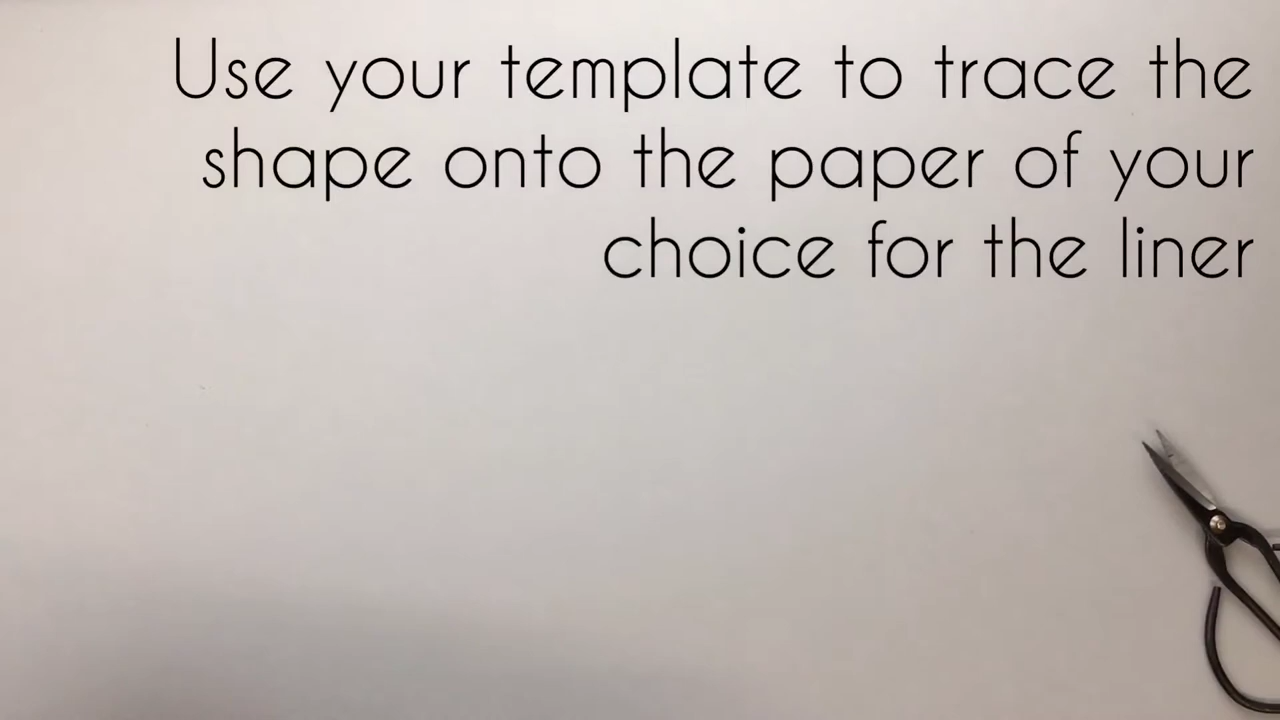 Use your template to trace the
shape onto the paper of your
choice for the liner